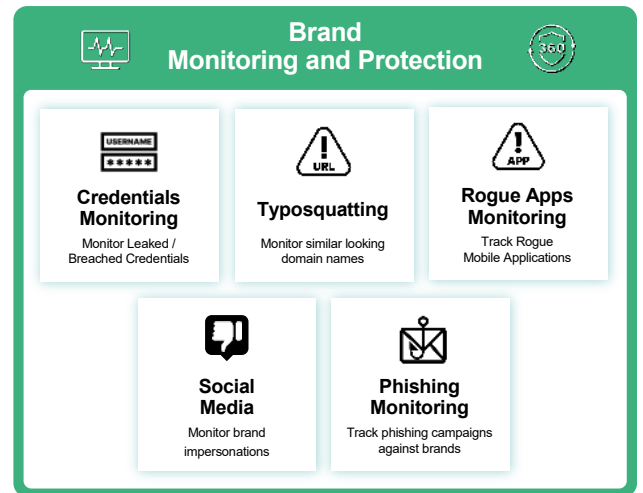 Brand
Monitoring and Protection
360
USERNAME
*****
Credentials
Monitoring
Monitor Leaked /
Breached Credentials
!
URL
Typosquatting
Monitor similar looking
domain names
!
APP
Rogue Apps
Monitoring
Track Rogue
Mobile Applications
Social
Media
Monitor brand
impersonations
Phishing
Monitoring
Track phishing campaigns
against brands